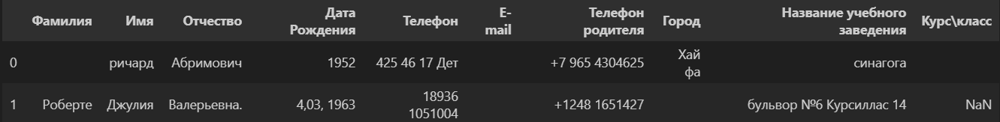 Фамилия Имя Отчество Дата Рождения Телефон E-mail Телефон родителя Город Название учебного заведения Курс\класс
0 ричард Абримович 1952 425 46 17 Дет +7 965 4304625 Хай фа синагога
1 Роберте Джулия Валерьевна. 4,03, 1963 18936 1051004 +1248 1651427 бульвор №6 Курсиллас 14 NaN